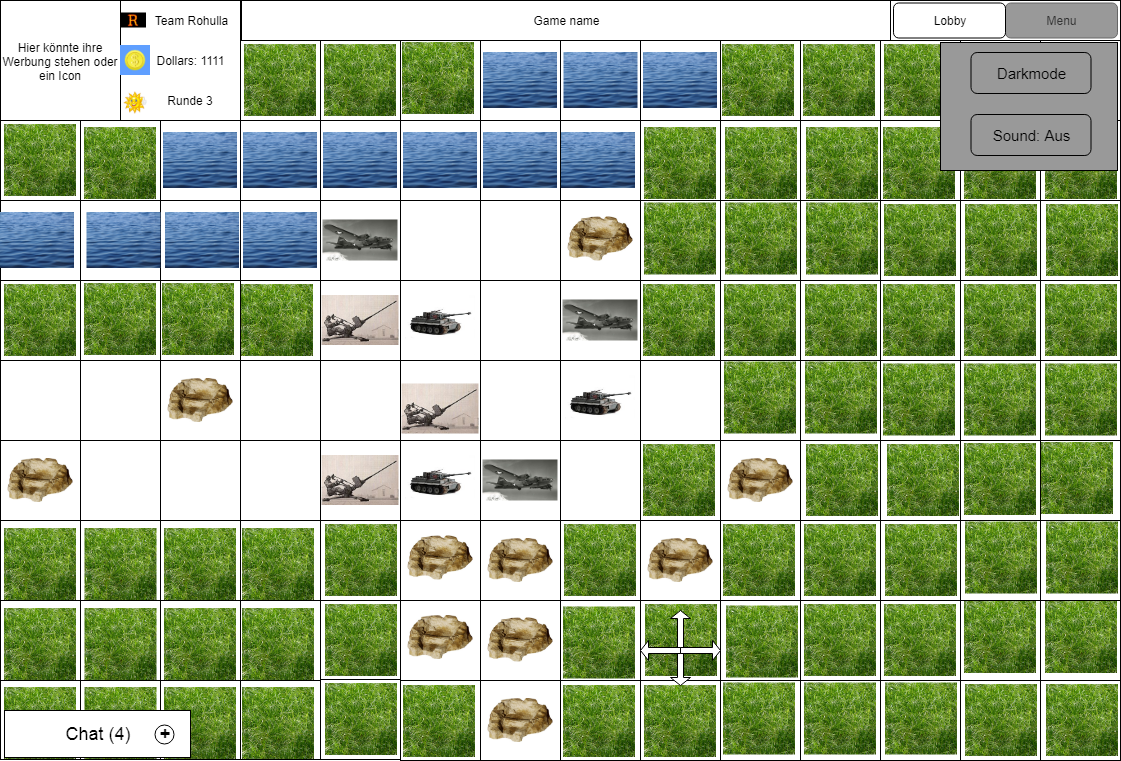 R Team Rohulla
Game name
Lobby
Menu
Hier könnte ihre
Werbung stehen oder
ein Icon
Dollars: 1111
Runde 3
Darkmode
Sound: Aus
Chat (4) +